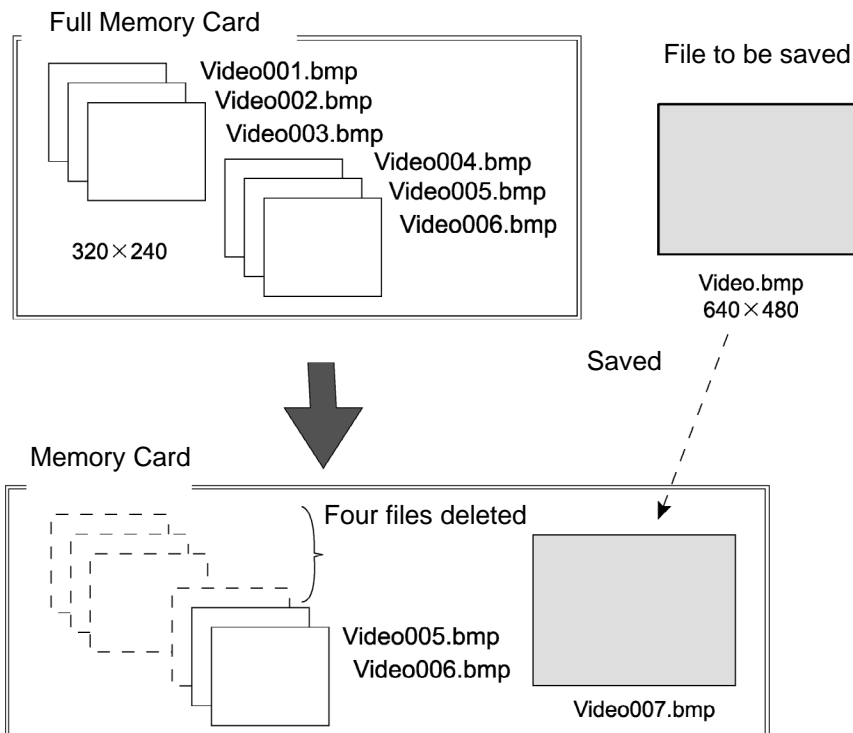 Full Memory Card
Video001.bmp
Video002.bmp
Video003.bmp
Video004.bmp
Video005.bmp
Video006.bmp
320×240
File to be saved
Video.bmp
640×480
Saved
Memory Card
Four files deleted
Video005.bmp
Video006.bmp
Video007.bmp